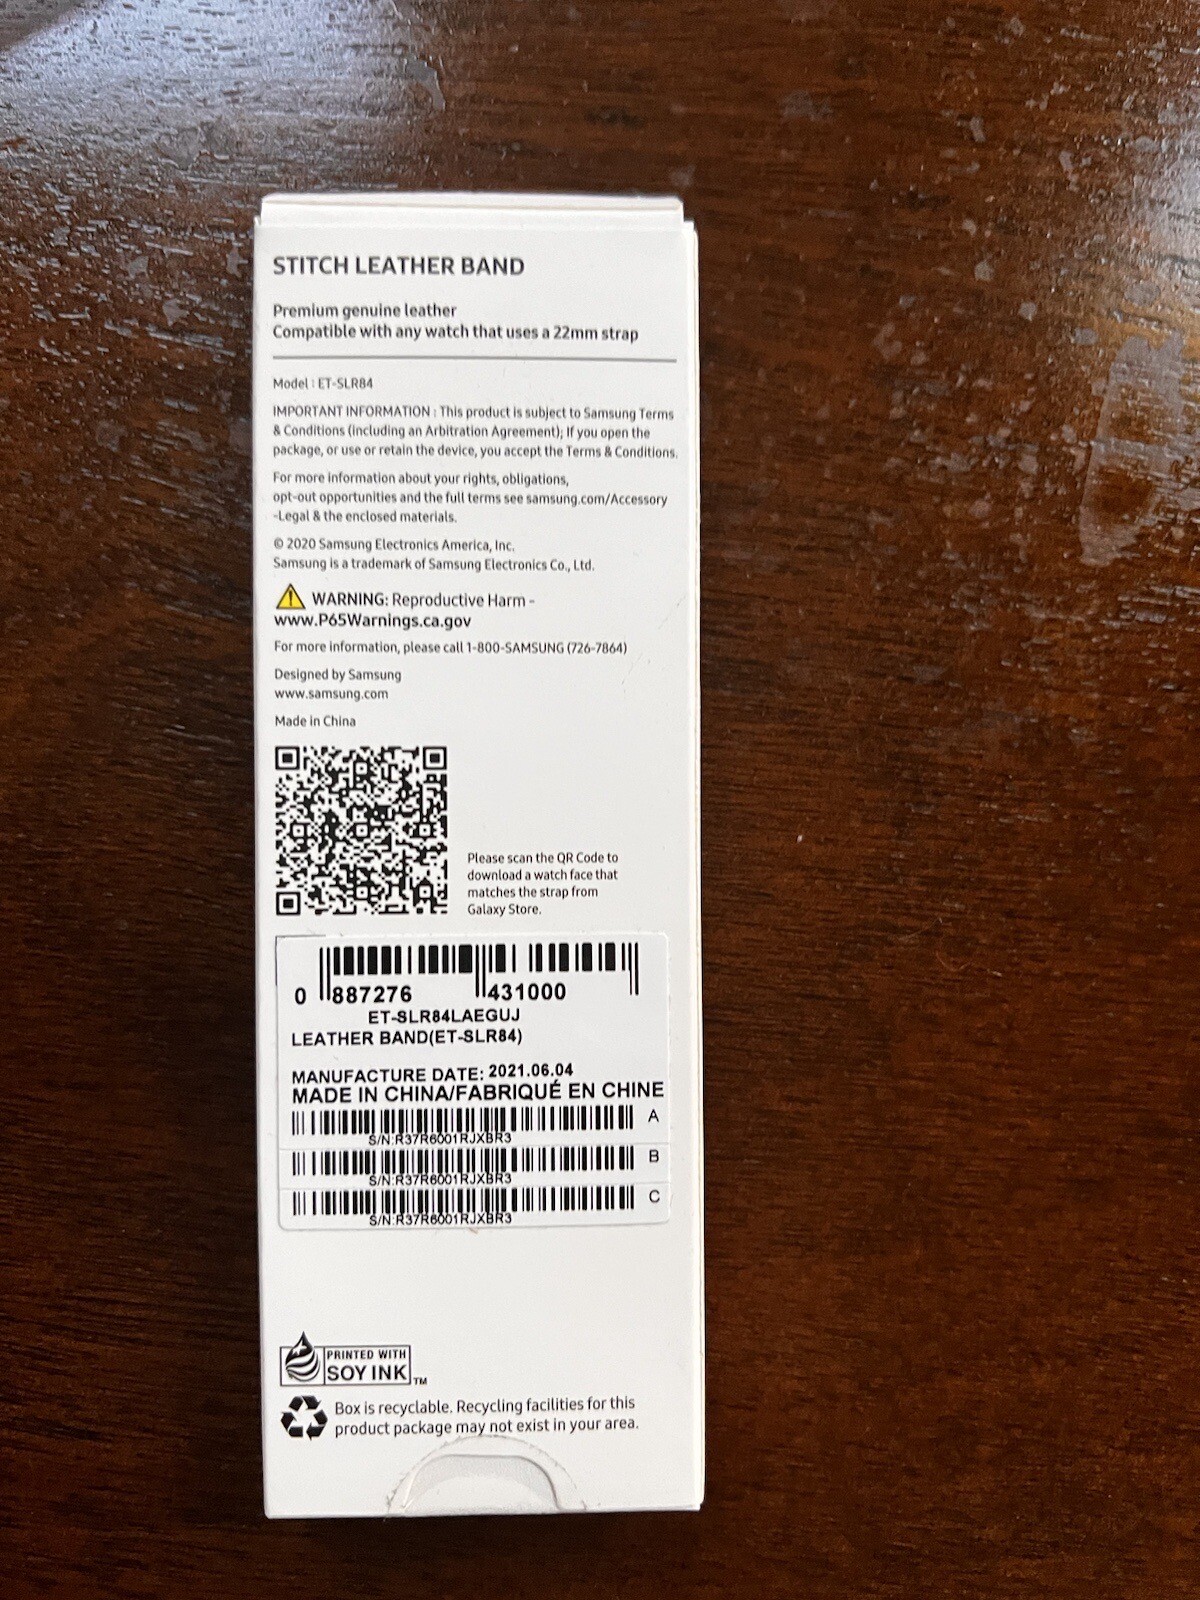 STITCH LEATHER BAND
Premium genuine leather
Compatible with any watch that uses a 22mm strap
Model : ET-SLR84
IMPORTANT INFORMATION : This product is subject to Samsung Terms
& Conditions (including an Arbitration Agreement); If you open the
package, or use or retain the device, you accept the Terms & Conditions.
For more information about your rights, obligations,
opt-out opportunities and the full terms see samsung.com/Accessory
-Legal & the enclosed materials.
© 2020 Samsung Electronics America, Inc.
Samsung is a trademark of Samsung Electronics Co., Ltd.
WARNING: Reproductive Harm -
www.P65Warnings.ca.gov
For more information, please call 1-800-SAMSUNG (726-7864)
Designed by Samsung
www.samsung.com
Made in China
Please scan the QR Code to
download a watch face that
matches the strap from
Galaxy Store.
0 887276 431000
ET-SLR84LAEGUJ
LEATHER BAND(ET-SLR84)
MANUFACTURE DATE: 2021.06.04
MADE IN CHINA/FABRIQUÉ EN CHINE
A
S/N:R37R6001RJXBR3
B
S/N:R37R6001RJXBR3
C
S/N:R37R6001RJXBR3
PRINTED WITH
SOY INK TM
Box is recyclable. Recycling facilities for this
product package may not exist in your area.